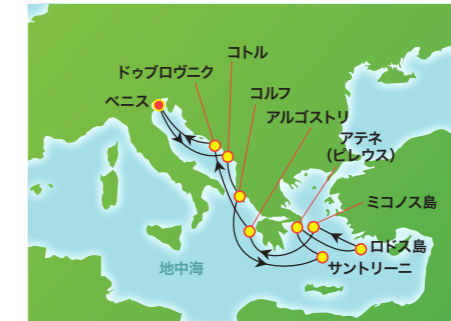 コトル
ドゥブロヴニク
コルフ
ベニス
アルゴストリ
アテネ
(ピレウス)
ミコノス島
ロドス島
サントリーニ
地中海